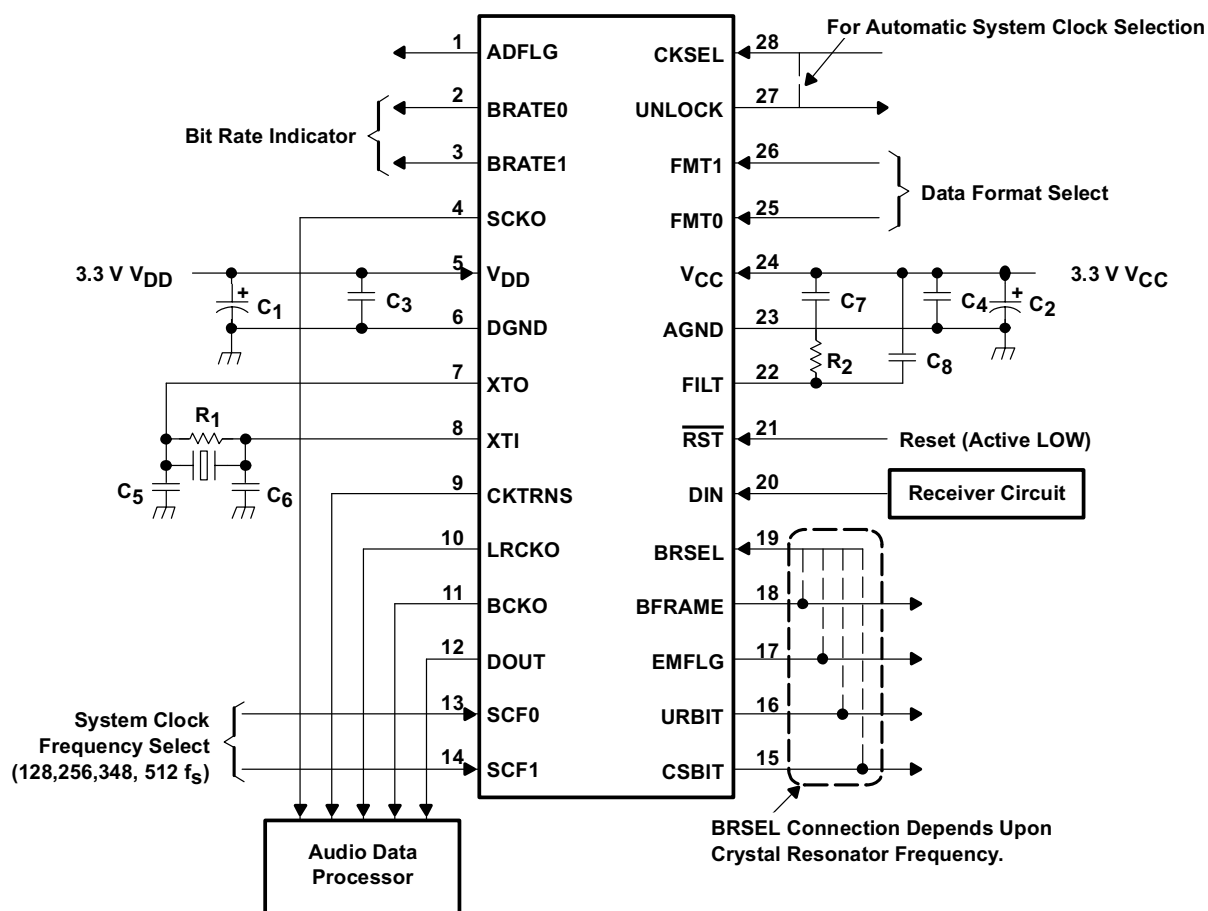 For Automatic System Clock Selection
1 ADFLG
CKSEL 28
2 BRATE0
UNLOCK 27
Bit Rate Indicator
3 BRATE1
FMT1 26
Data Format Select
4 SCKO
FMT0 25
3.3 V VDD
5 VDD
VCC 24
3.3 V VCC
+
C1
C3
C7
C4
+
C2
6 DGND
AGND 23
R2
C8
7 XTO
FILT 22
R1
8 XTI
RST 21
Reset (Active LOW)
C5
C6
9 CKTRNS
DIN 20
Receiver Circuit
10 LRCKO
BRSEL 19
11 BCKO
BFRAME 18
12 DOUT
EMFLG 17
13 SCF0
URBIT 16
System Clock
Frequency Select
(128,256,348, 512 fs)
14 SCF1
CSBIT 15
BRSEL Connection Depends Upon
Crystal Resonator Frequency.
Audio Data
Processor